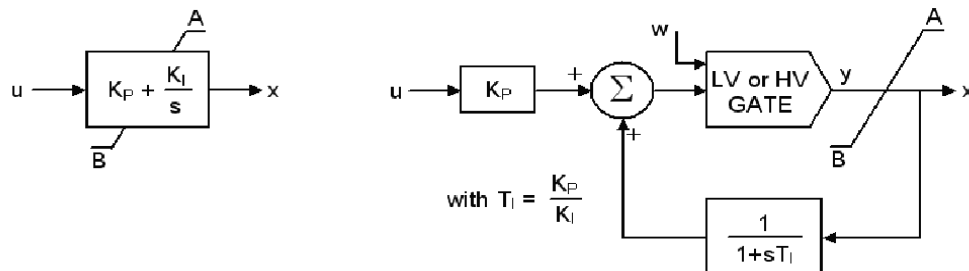 A
u
K_P + K_I / s
x
B
w
A
u
K_P
+
Σ
+
LV or HV
GATE
y
x
B
with T_I = K_P / K_I
1 / 1+sT_I